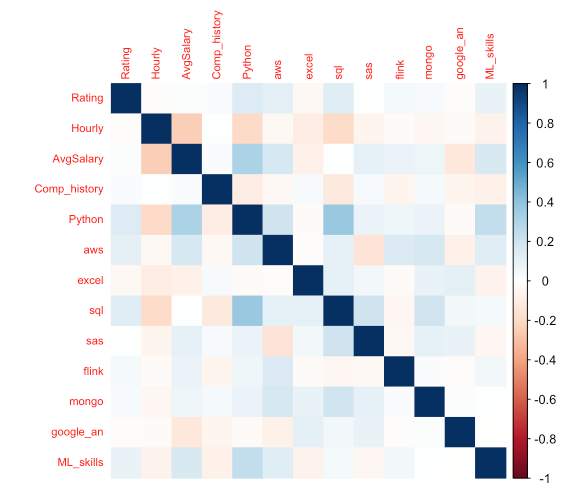 Rating
Hourly
AvgSalary
Comp_history
Python
aws
excel
sql
sas
flink
mongo
google_an
ML_skills
Rating
Hourly
AvgSalary
Comp_history
Python
aws
excel
sql
sas
flink
mongo
google_an
ML_skills
1
0.8
0.6
0.4
0.2
0
-0.2
-0.4
-0.6
-0.8
-1